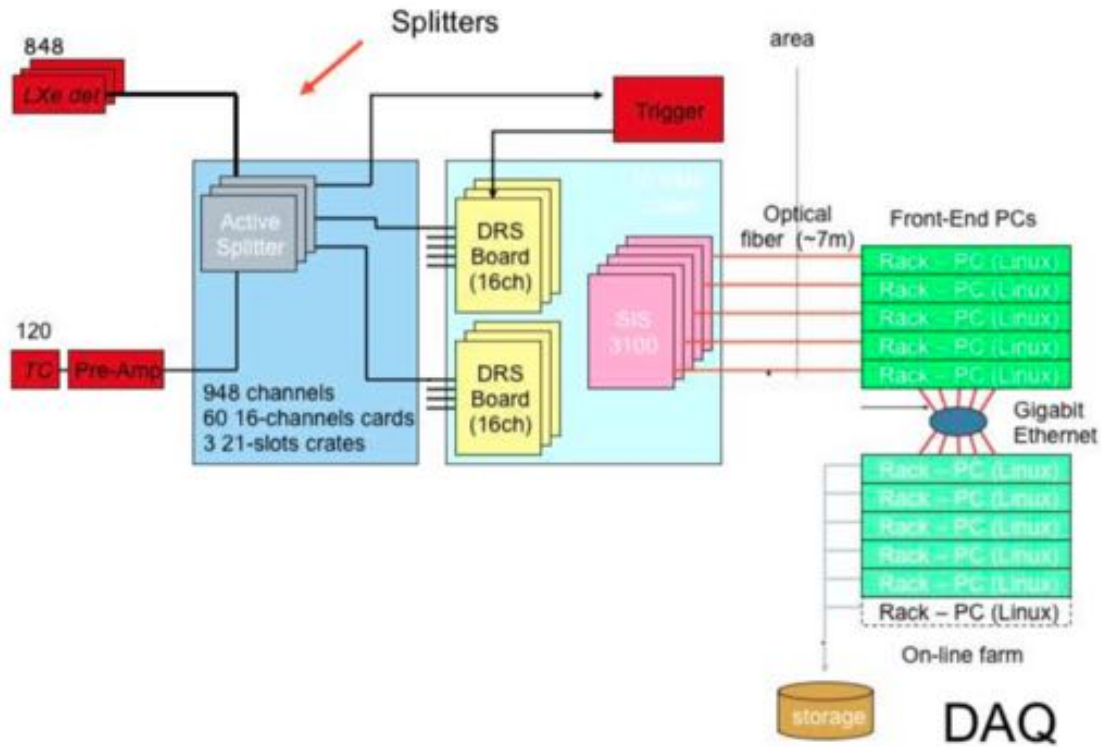 Splitters
area
848
LXe det
Trigger
Active
Splitter
DRS
Board
(16ch)
Optical
fiber (~7m)
Front-End PCs
Rack – PC (Linux)
Rack – PC (Linux)
Rack – PC (Linux)
Rack – PC (Linux)
Rack – PC (Linux)
SIS
3100
120
TC
Pre-Amp
948 channels
60 16-channels cards
3 21-slots crates
DRS
Board
(16ch)
Gigabit
Ethernet
Rack – PC (Linux)
Rack – PC (Linux)
Rack – PC (Linux)
Rack – PC (Linux)
Rack – PC (Linux)
Rack – PC (Linux)
On-line farm
storage
DAQ